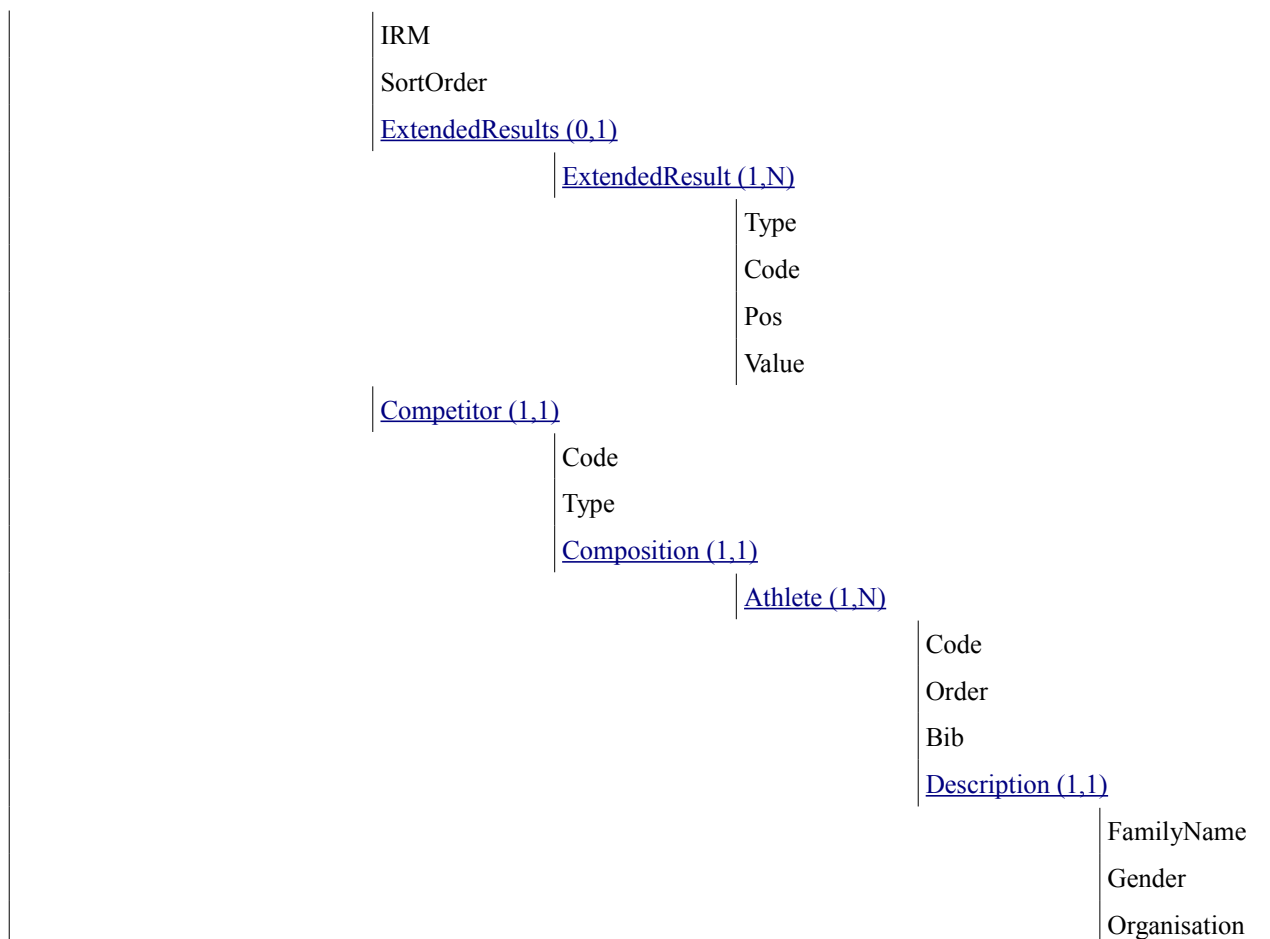 IRM
SortOrder
ExtendedResults (0,1)
ExtendedResult (1,N)
Type
Code
Pos
Value
Competitor (1,1)
Code
Type
Composition (1,1)
Athlete (1,N)
Code
Order
Bib
Description (1,1)
FamilyName
Gender
Organisation